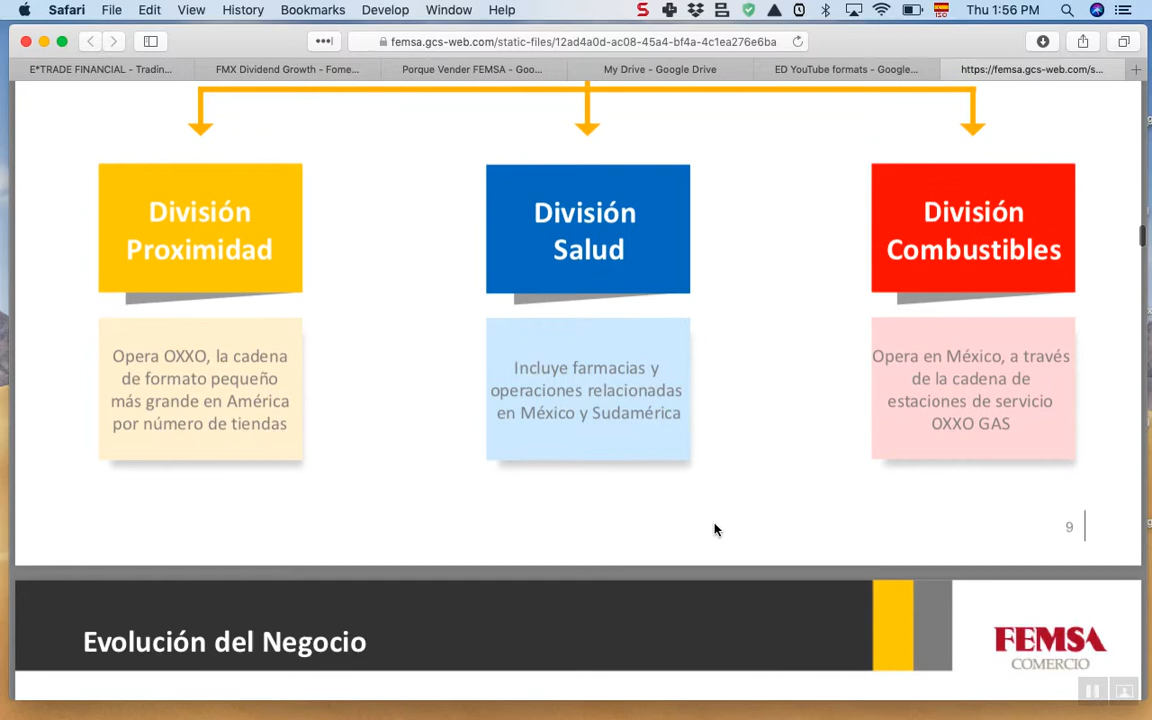 Safari File Edit View History Bookmarks Develop Window Help S ISO Thu 1:56 PM
femsa.gcs-web.com/static-files/12ad4a0d-ac08-45a4-bf4a-4c1ea276e6ba
E*TRADE FINANCIAL - Tradin... FMX Dividend Growth - Fome... Porque Vender FEMSA - Goo... My Drive - Google Drive ED YouTube formats - Google... https://femsa.gcs-web.com/s...
División
Proximidad
División
Salud
División
Combustibles
Opera OXXO, la cadena
de formato pequeño
más grande en América
por número de tiendas
Incluye farmacias y
operaciones relacionadas
en México y Sudamérica
Opera en México, a través
de la cadena de
estaciones de servicio
OXXO GAS
9
Evolución del Negocio
FEMSA
COMERCIO